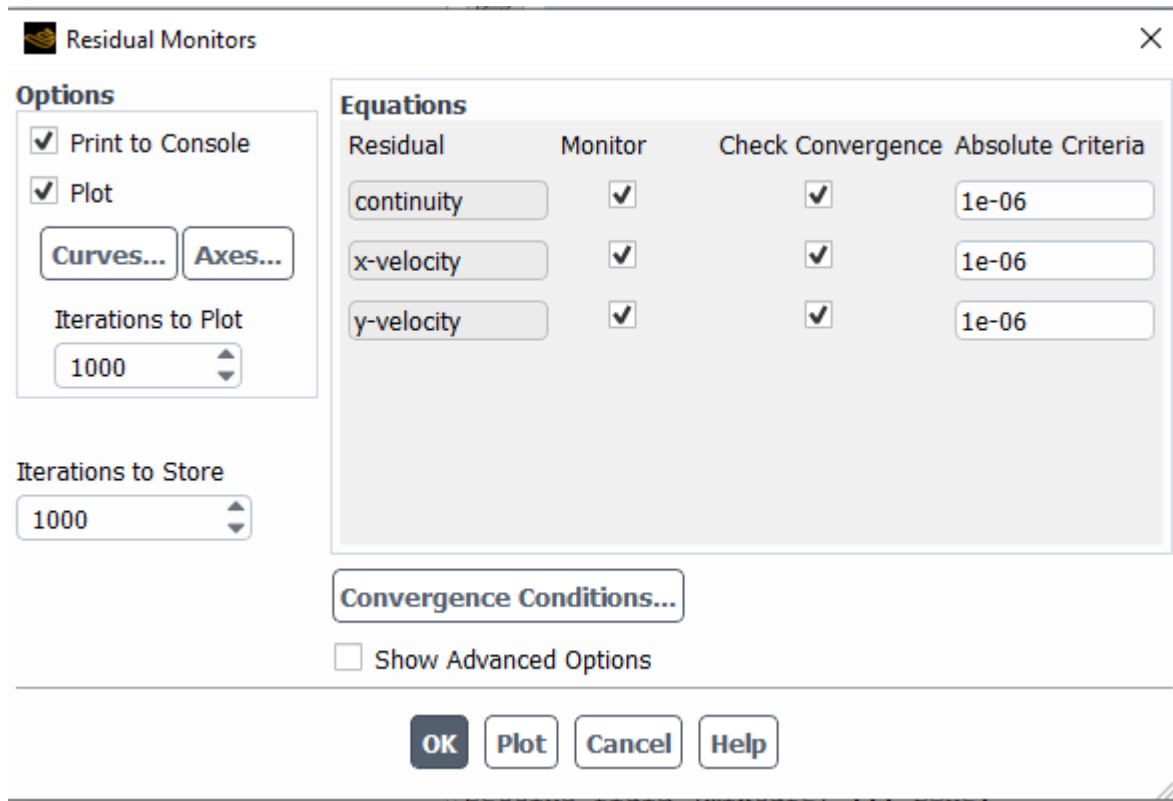 Residual Monitors
Options
Print to Console
Plot
Curves... Axes...
Iterations to Plot
1000
Iterations to Store
1000
Equations
Residual Monitor Check Convergence Absolute Criteria
continuity 1e-06
x-velocity 1e-06
y-velocity 1e-06
Convergence Conditions...
Show Advanced Options
OK Plot Cancel Help